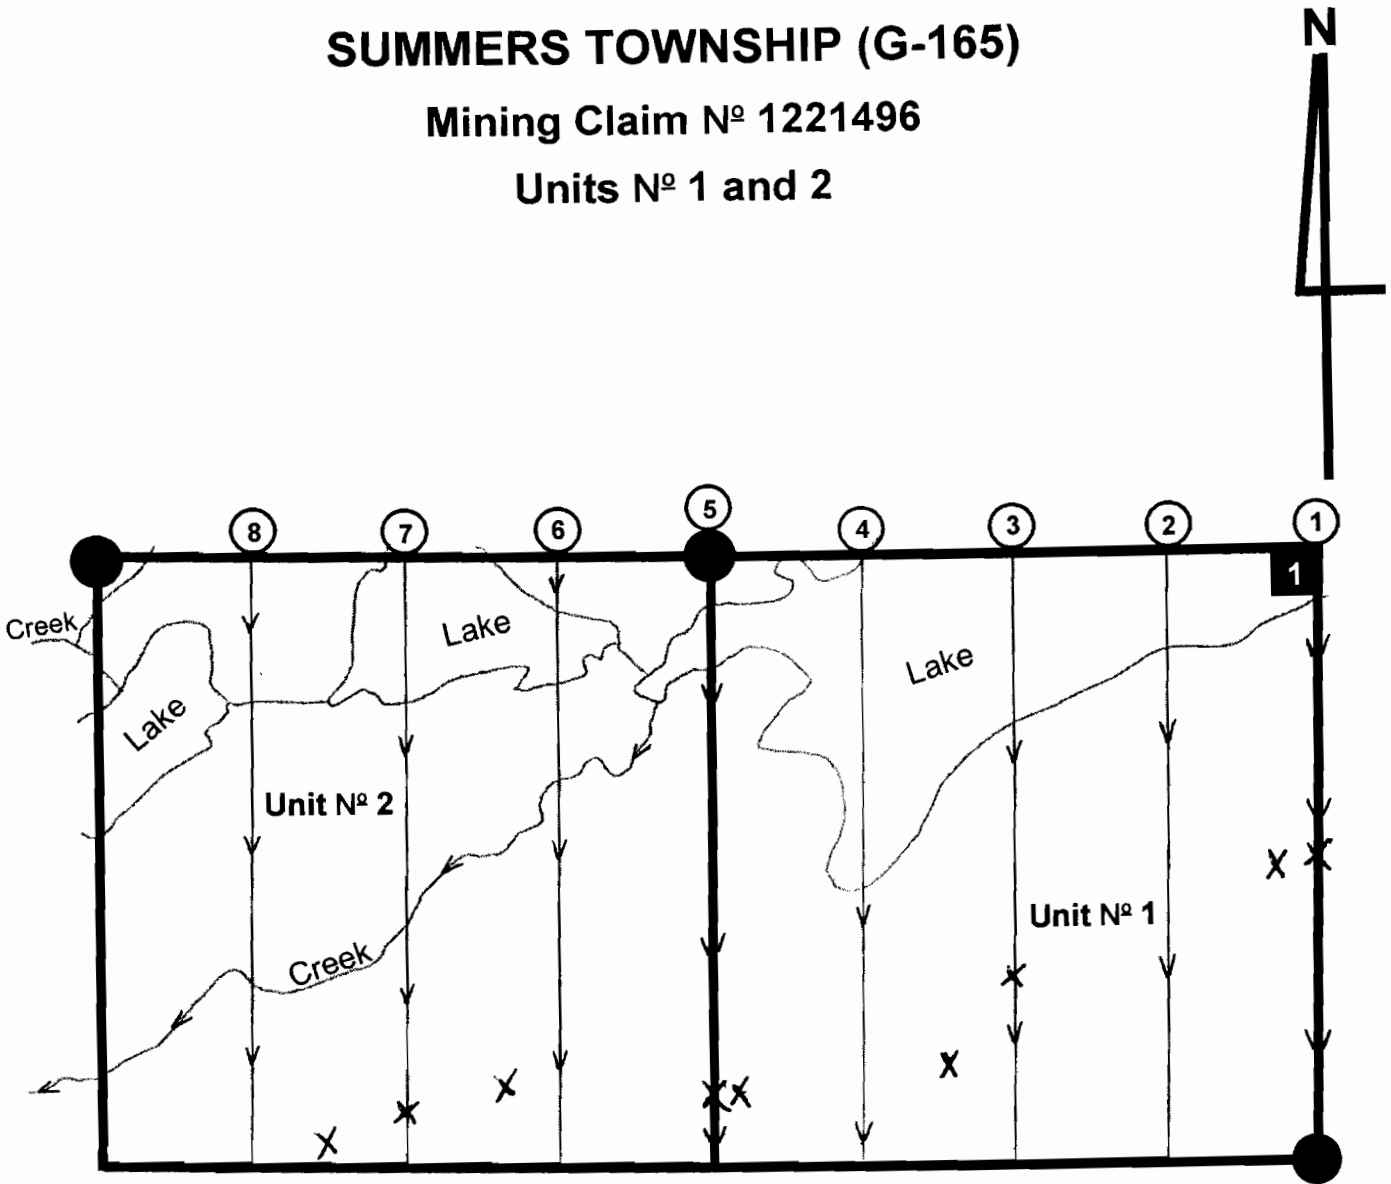 SUMMERS TOWNSHIP (G-165)
Mining Claim Nº 1221496
Units Nº 1 and 2
N
8
7
6
5
4
3
2
1
1
Creek
Lake
Lake
Lake
Unit Nº 2
Unit Nº 1
Creek